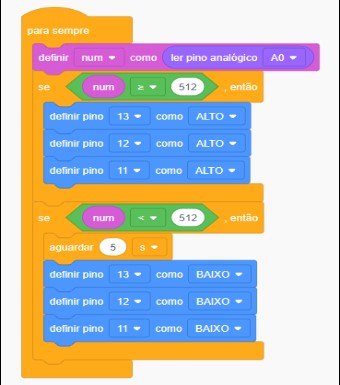 para sempre
definir num como ler pino analógico A0
se num ≥ 512 , então
definir pino 13 como ALTO
definir pino 12 como ALTO
definir pino 11 como ALTO
se num < 512 , então
aguardar 5 s
definir pino 13 como BAIXO
definir pino 12 como BAIXO
definir pino 11 como BAIXO